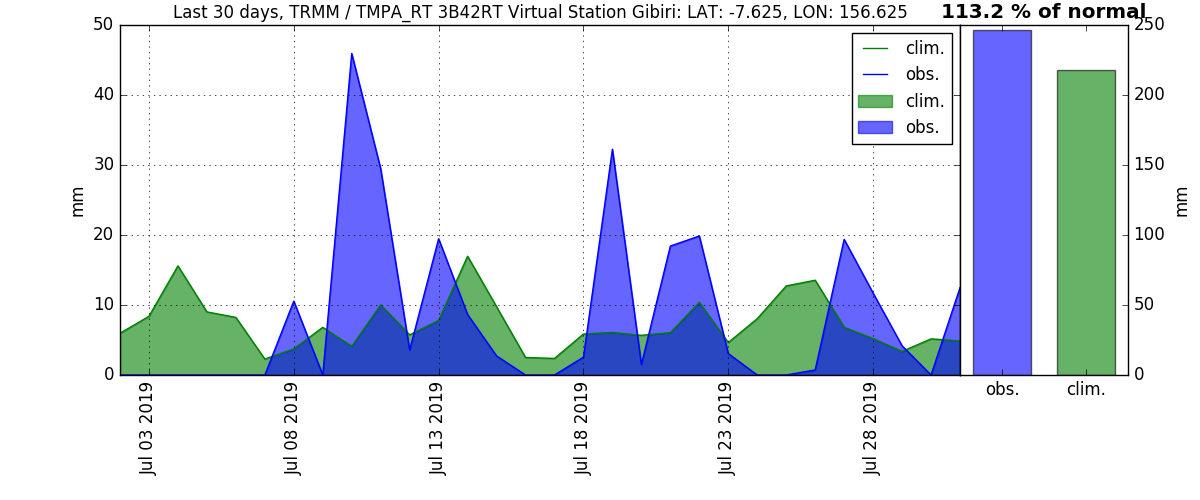 Last 30 days, TRMM / TMPA_RT 3B42RT Virtual Station Gibiri: LAT: -7.625, LON: 156.625
113.2 % of normal
50
40
30
20
10
0
mm
clim.
obs.
clim.
obs.
250
200
150
100
50
0
mm
Jul 03 2019
Jul 08 2019
Jul 13 2019
Jul 18 2019
Jul 23 2019
Jul 28 2019
obs.
clim.